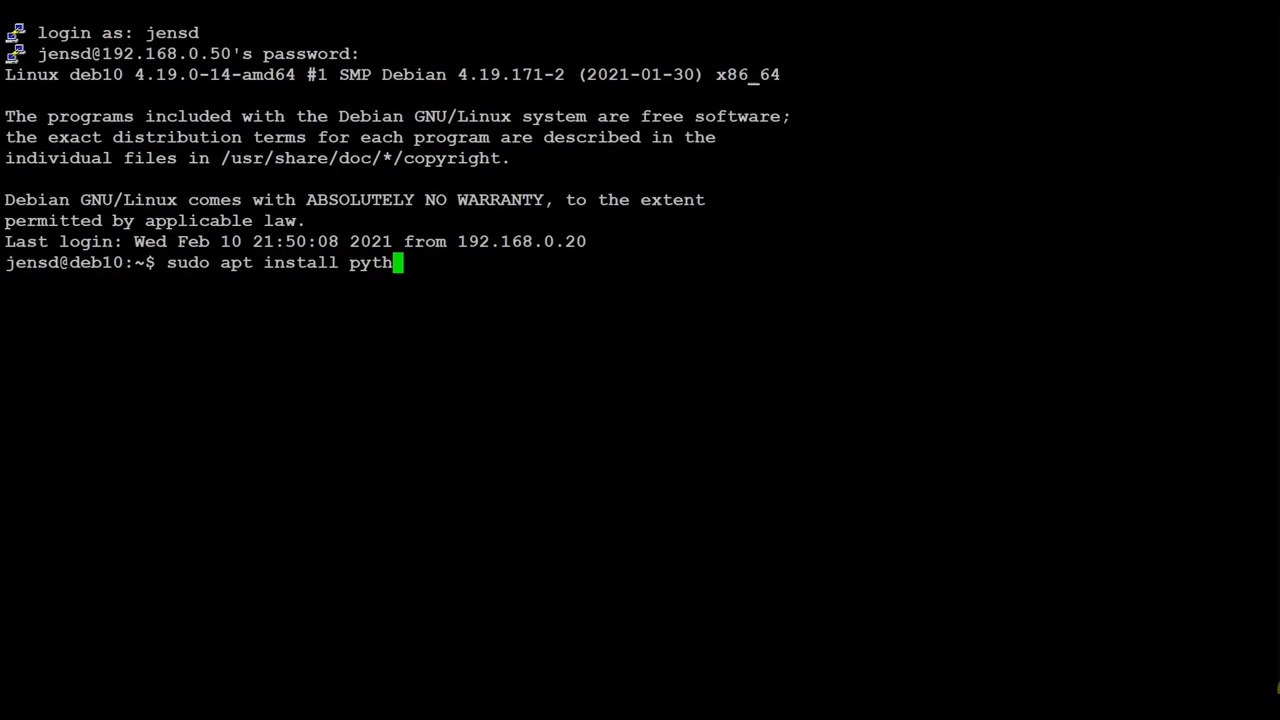 login as: jensd
jensd@192.168.0.50's password:
Linux deb10 4.19.0-14-amd64 #1 SMP Debian 4.19.171-2 (2021-01-30) x86_64
The programs included with the Debian GNU/Linux system are free software;
the exact distribution terms for each program are described in the
individual files in /usr/share/doc/*/copyright.
Debian GNU/Linux comes with ABSOLUTELY NO WARRANTY, to the extent
permitted by applicable law.
Last login: Wed Feb 10 21:50:08 2021 from 192.168.0.20
jensd@deb10:~$ sudo apt install pyth